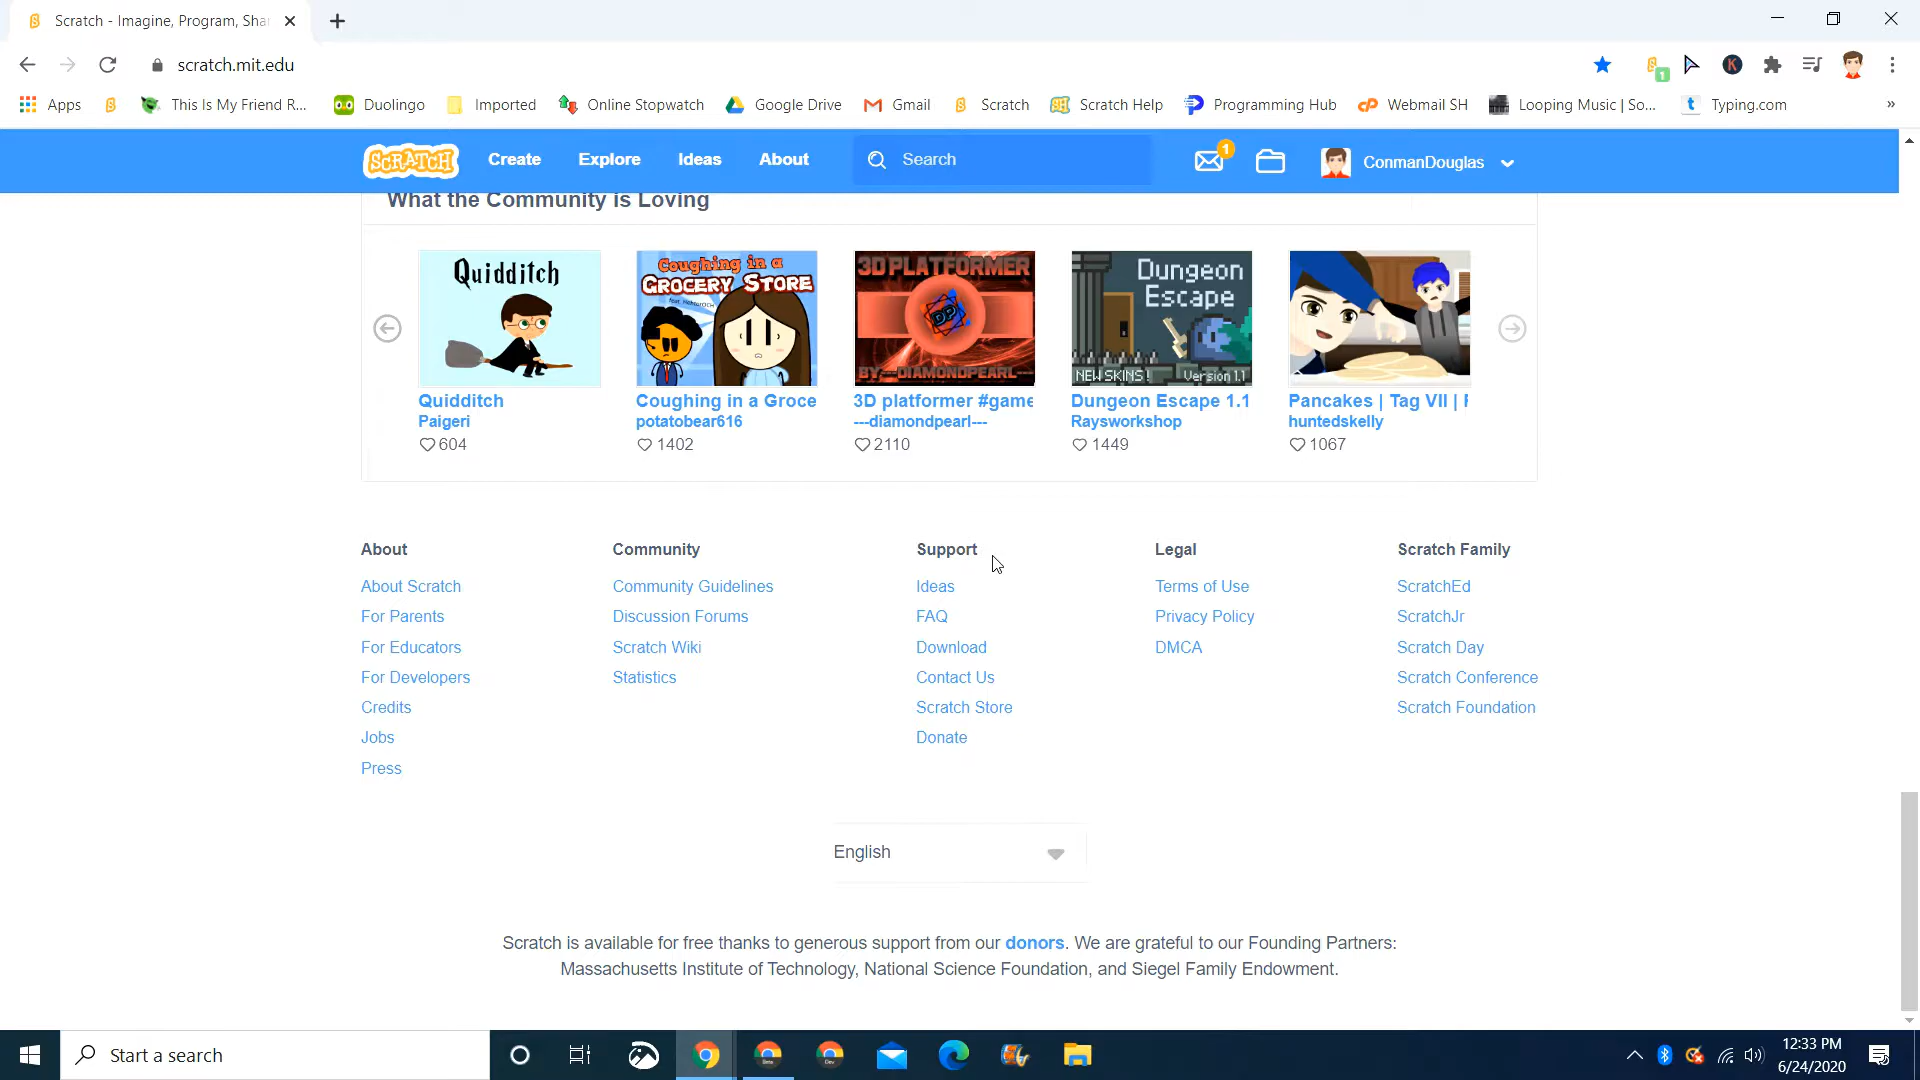 Scratch - Imagine, Program, Sha
scratch.mit.edu
1
K
Apps
This Is My Friend R...
Duolingo
Imported
Online Stopwatch
Google Drive
Gmail
Scratch
Scratch Help
Programming Hub
Webmail SH
Looping Music | So...
Typing.com
»
SCRATCH
Create
Explore
Ideas
About
Search
1
ConmanDouglas
What the Community is Loving
Quidditch
Coughing in a
GROCERY STORE
3D PLATFORMER
DP
BY:---DIAMONDPEARL---
Dungeon
Escape
NEW SKINS!
Version 1.1
Quidditch
Paigeri
604
Coughing in a Groce
potatobear616
1402
3D platformer #game
---diamondpearl---
2110
Dungeon Escape 1.1
Raysworkshop
1449
Pancakes | Tag VII |
huntedskelly
1067
About
About Scratch
For Parents
For Educators
For Developers
Credits
Jobs
Press
Community
Community Guidelines
Discussion Forums
Scratch Wiki
Statistics
Support
Ideas
FAQ
Download
Contact Us
Scratch Store
Donate
Legal
Terms of Use
Privacy Policy
DMCA
Scratch Family
ScratchEd
ScratchJr
Scratch Day
Scratch Conference
Scratch Foundation
English
Scratch is available for free thanks to generous support from our donors. We are grateful to our Founding Partners:
Massachusetts Institute of Technology, National Science Foundation, and Siegel Family Endowment.
Start a search
12:33 PM
6/24/2020